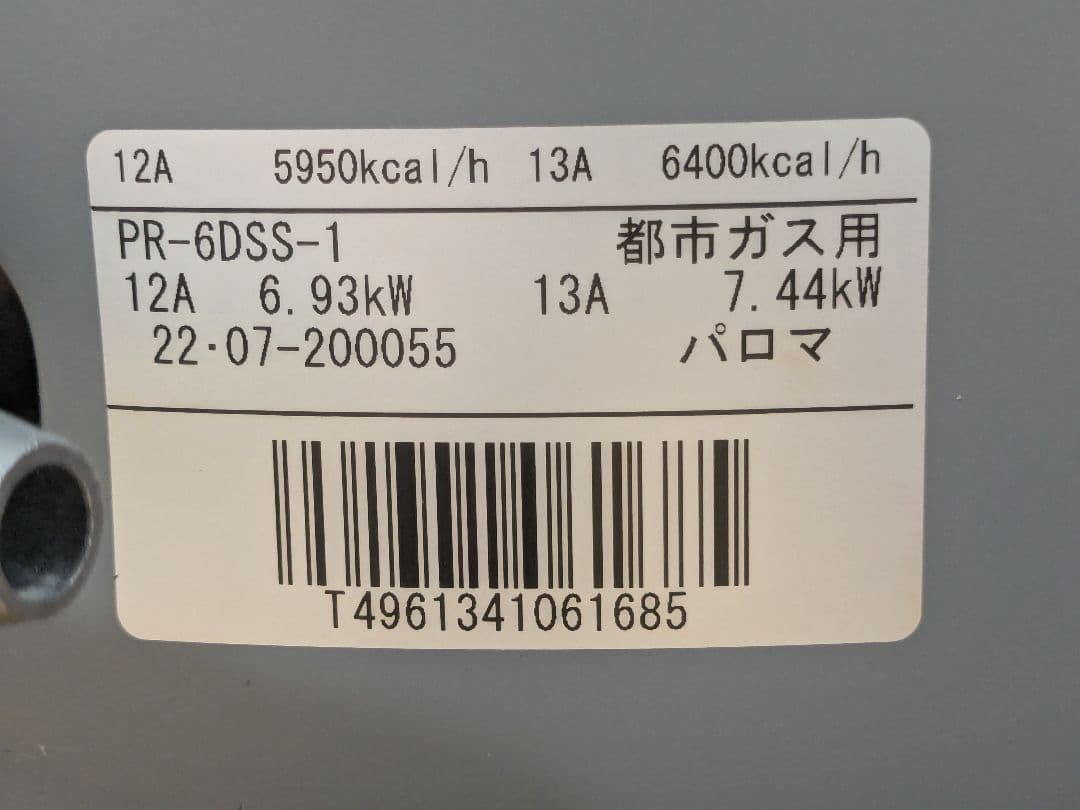 12A 5950kcal/h 13A 6400kcal/h
PR-6DSS-1 都市ガス用
12A 6.93kW 13A 7.44kW
22・07-200055 パロマ
T4961341061685